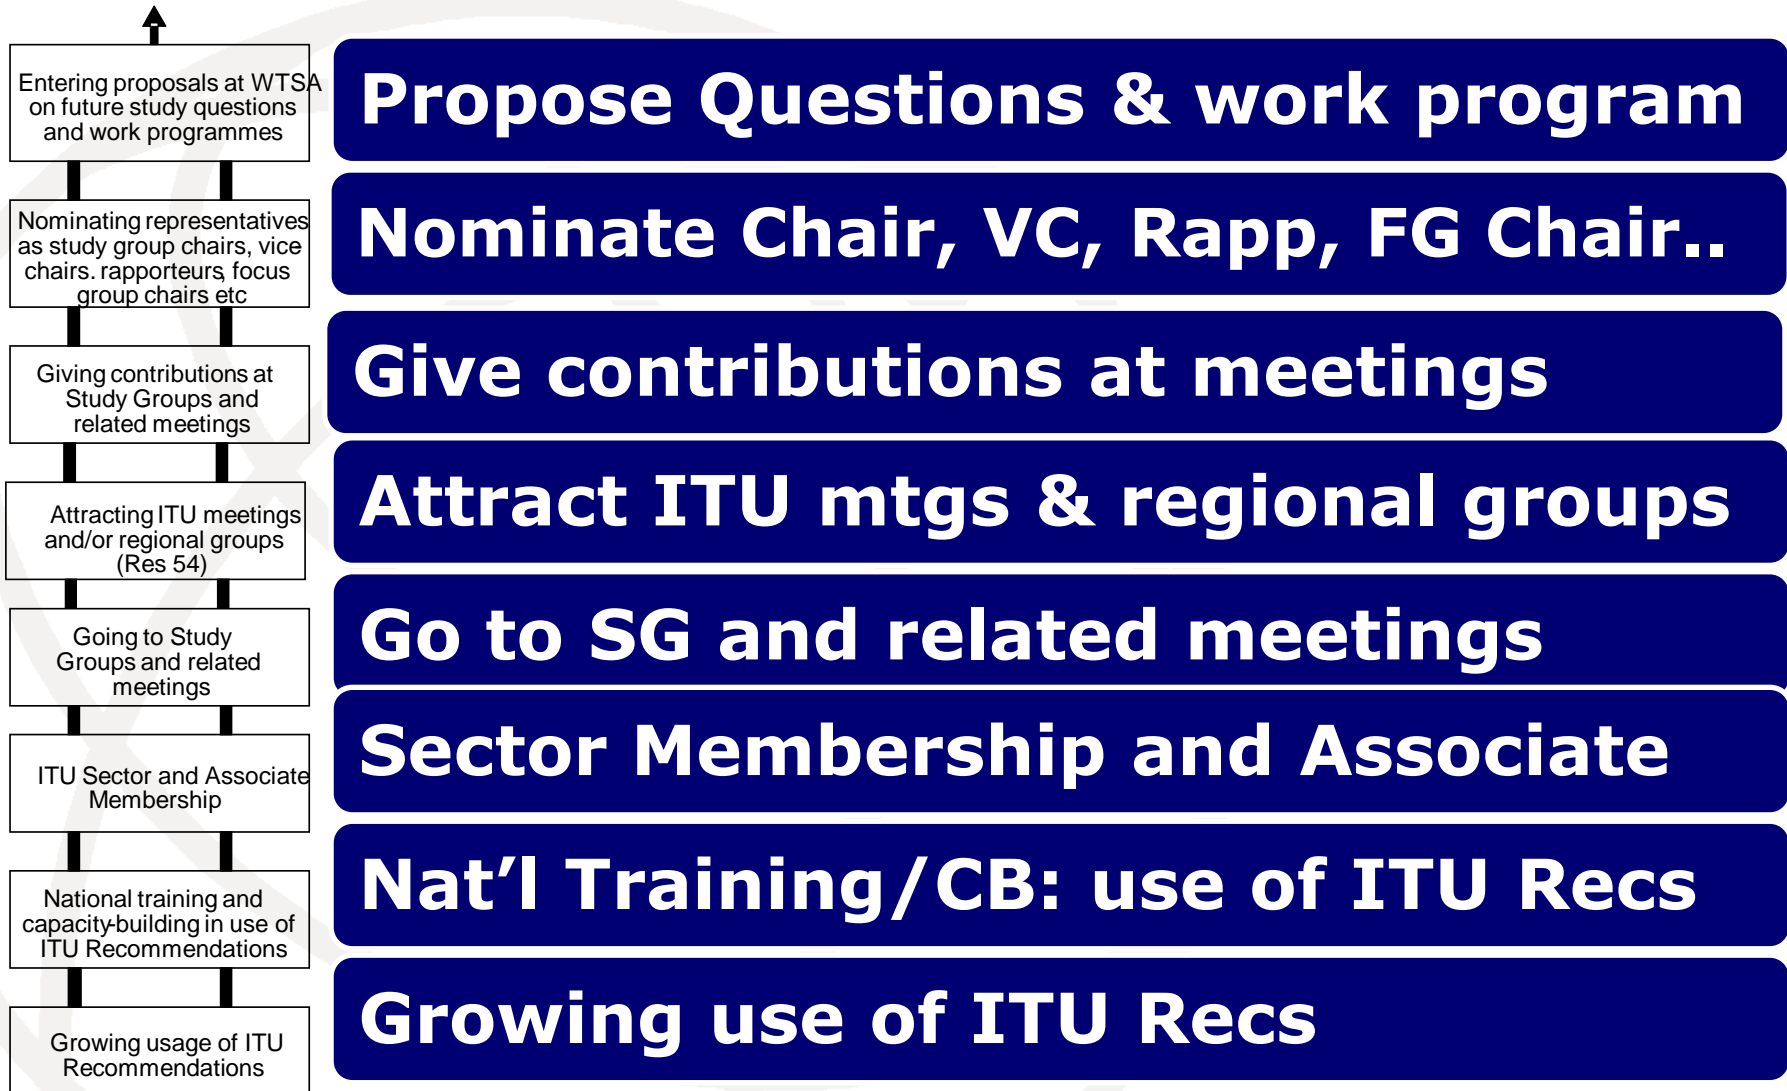 Entering proposals at WTSA
on future study questions
and work programmes
Propose Questions & work program
Nominating representatives
as study group chairs, vice
chairs. rapporteurs, focus
group chairs etc
Nominate Chair, VC, Rapp, FG Chair..
Giving contributions at
Study Groups and
related meetings
Give contributions at meetings
Attracting ITU meetings
and/or regional groups
(Res 54)
Attract ITU mtgs & regional groups
Going to Study
Groups and related
meetings
Go to SG and related meetings
ITU Sector and Associate
Membership
Sector Membership and Associate
National training and
capacity-building in use of
ITU Recommendations
Nat’l Training/CB: use of ITU Recs
Growing usage of ITU
Recommendations
Growing use of ITU Recs